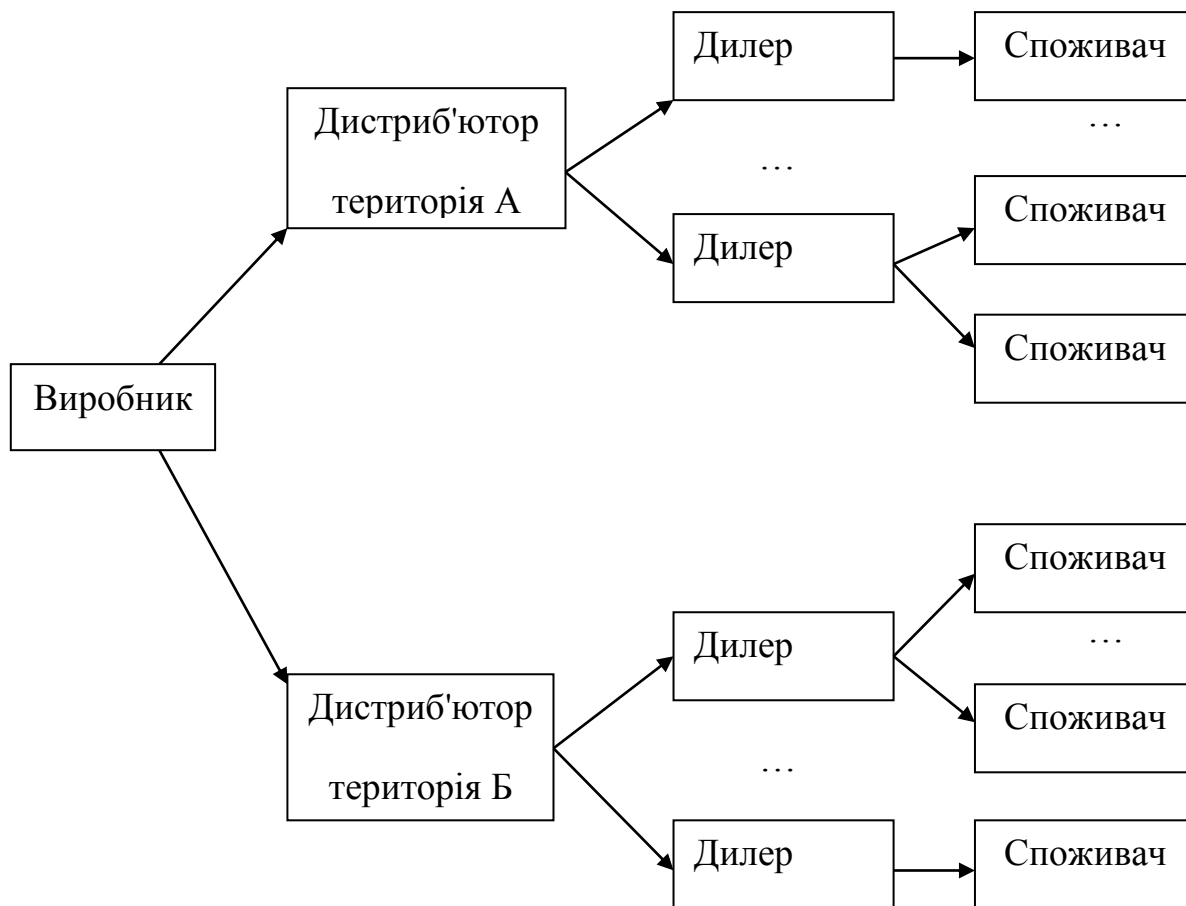 Дилер
Споживач
Дистриб'ютор
територія А
…
…
Дилер
Споживач
Споживач
Виробник
Споживач
Дилер
…
Дистриб'ютор
територія Б
Споживач
…
Дилер
Споживач